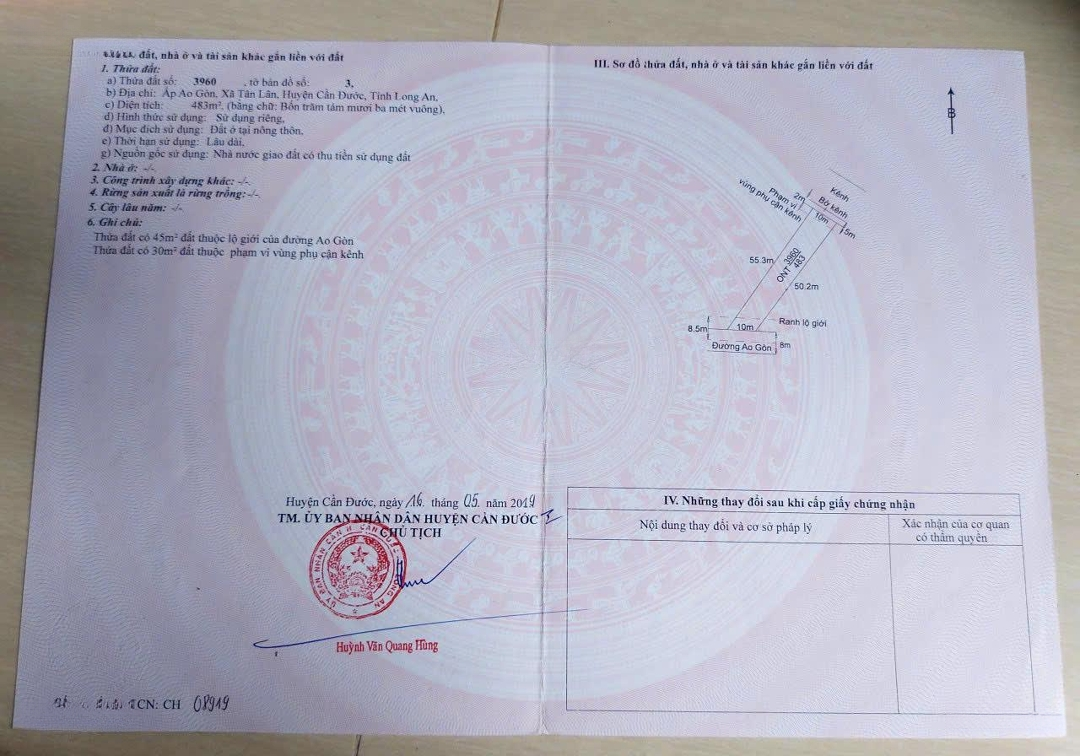 đất, nhà ở và tài sản khác gắn liền với đất
1. Thửa đất:
a) Thửa đất số: 3960 , tờ bản đồ số: 3,
b) Địa chỉ: Ấp Ao Gòn, Xã Tân Lân, Huyện Cần Đước, Tỉnh Long An,
c) Diện tích: 483m², (bằng chữ: Bốn trăm tám mươi ba mét vuông),
d) Hình thức sử dụng: Sử dụng riêng,
đ) Mục đích sử dụng: Đất ở tại nông thôn,
e) Thời hạn sử dụng: Lâu dài,
g) Nguồn gốc sử dụng: Nhà nước giao đất có thu tiền sử dụng đất
2. Nhà ở: -/-.
3. Công trình xây dựng khác: -/-.
4. Rừng sản xuất là rừng trồng: -/-.
5. Cây lâu năm: -/-.
6. Ghi chú:
Thửa đất có 45m² đất thuộc lộ giới của đường Ao Gòn
Thửa đất có 30m² đất thuộc phạm vi vùng phụ cận kênh
Huyện Cần Đước, ngày 16 tháng 05 năm 2019
TM. ỦY BAN NHÂN DÂN HUYỆN CẦN ĐƯỚC
CHỦ TỊCH
Huỳnh Văn Quang Hùng
TCN: CH 08919
III. Sơ đồ thửa đất, nhà ở và tài sản khác gắn liền với đất
B
Kênh
Bờ kênh
Phạm vi
vùng phụ cận kênh
2m
10m
5m
55.3m
ONT 3960
483
50.2m
Ranh lộ giới
8.5m
10m
Đường Ao Gòn
8m
IV. Những thay đổi sau khi cấp giấy chứng nhận
Nội dung thay đổi và cơ sở pháp lý
Xác nhận của cơ quan
có thẩm quyền